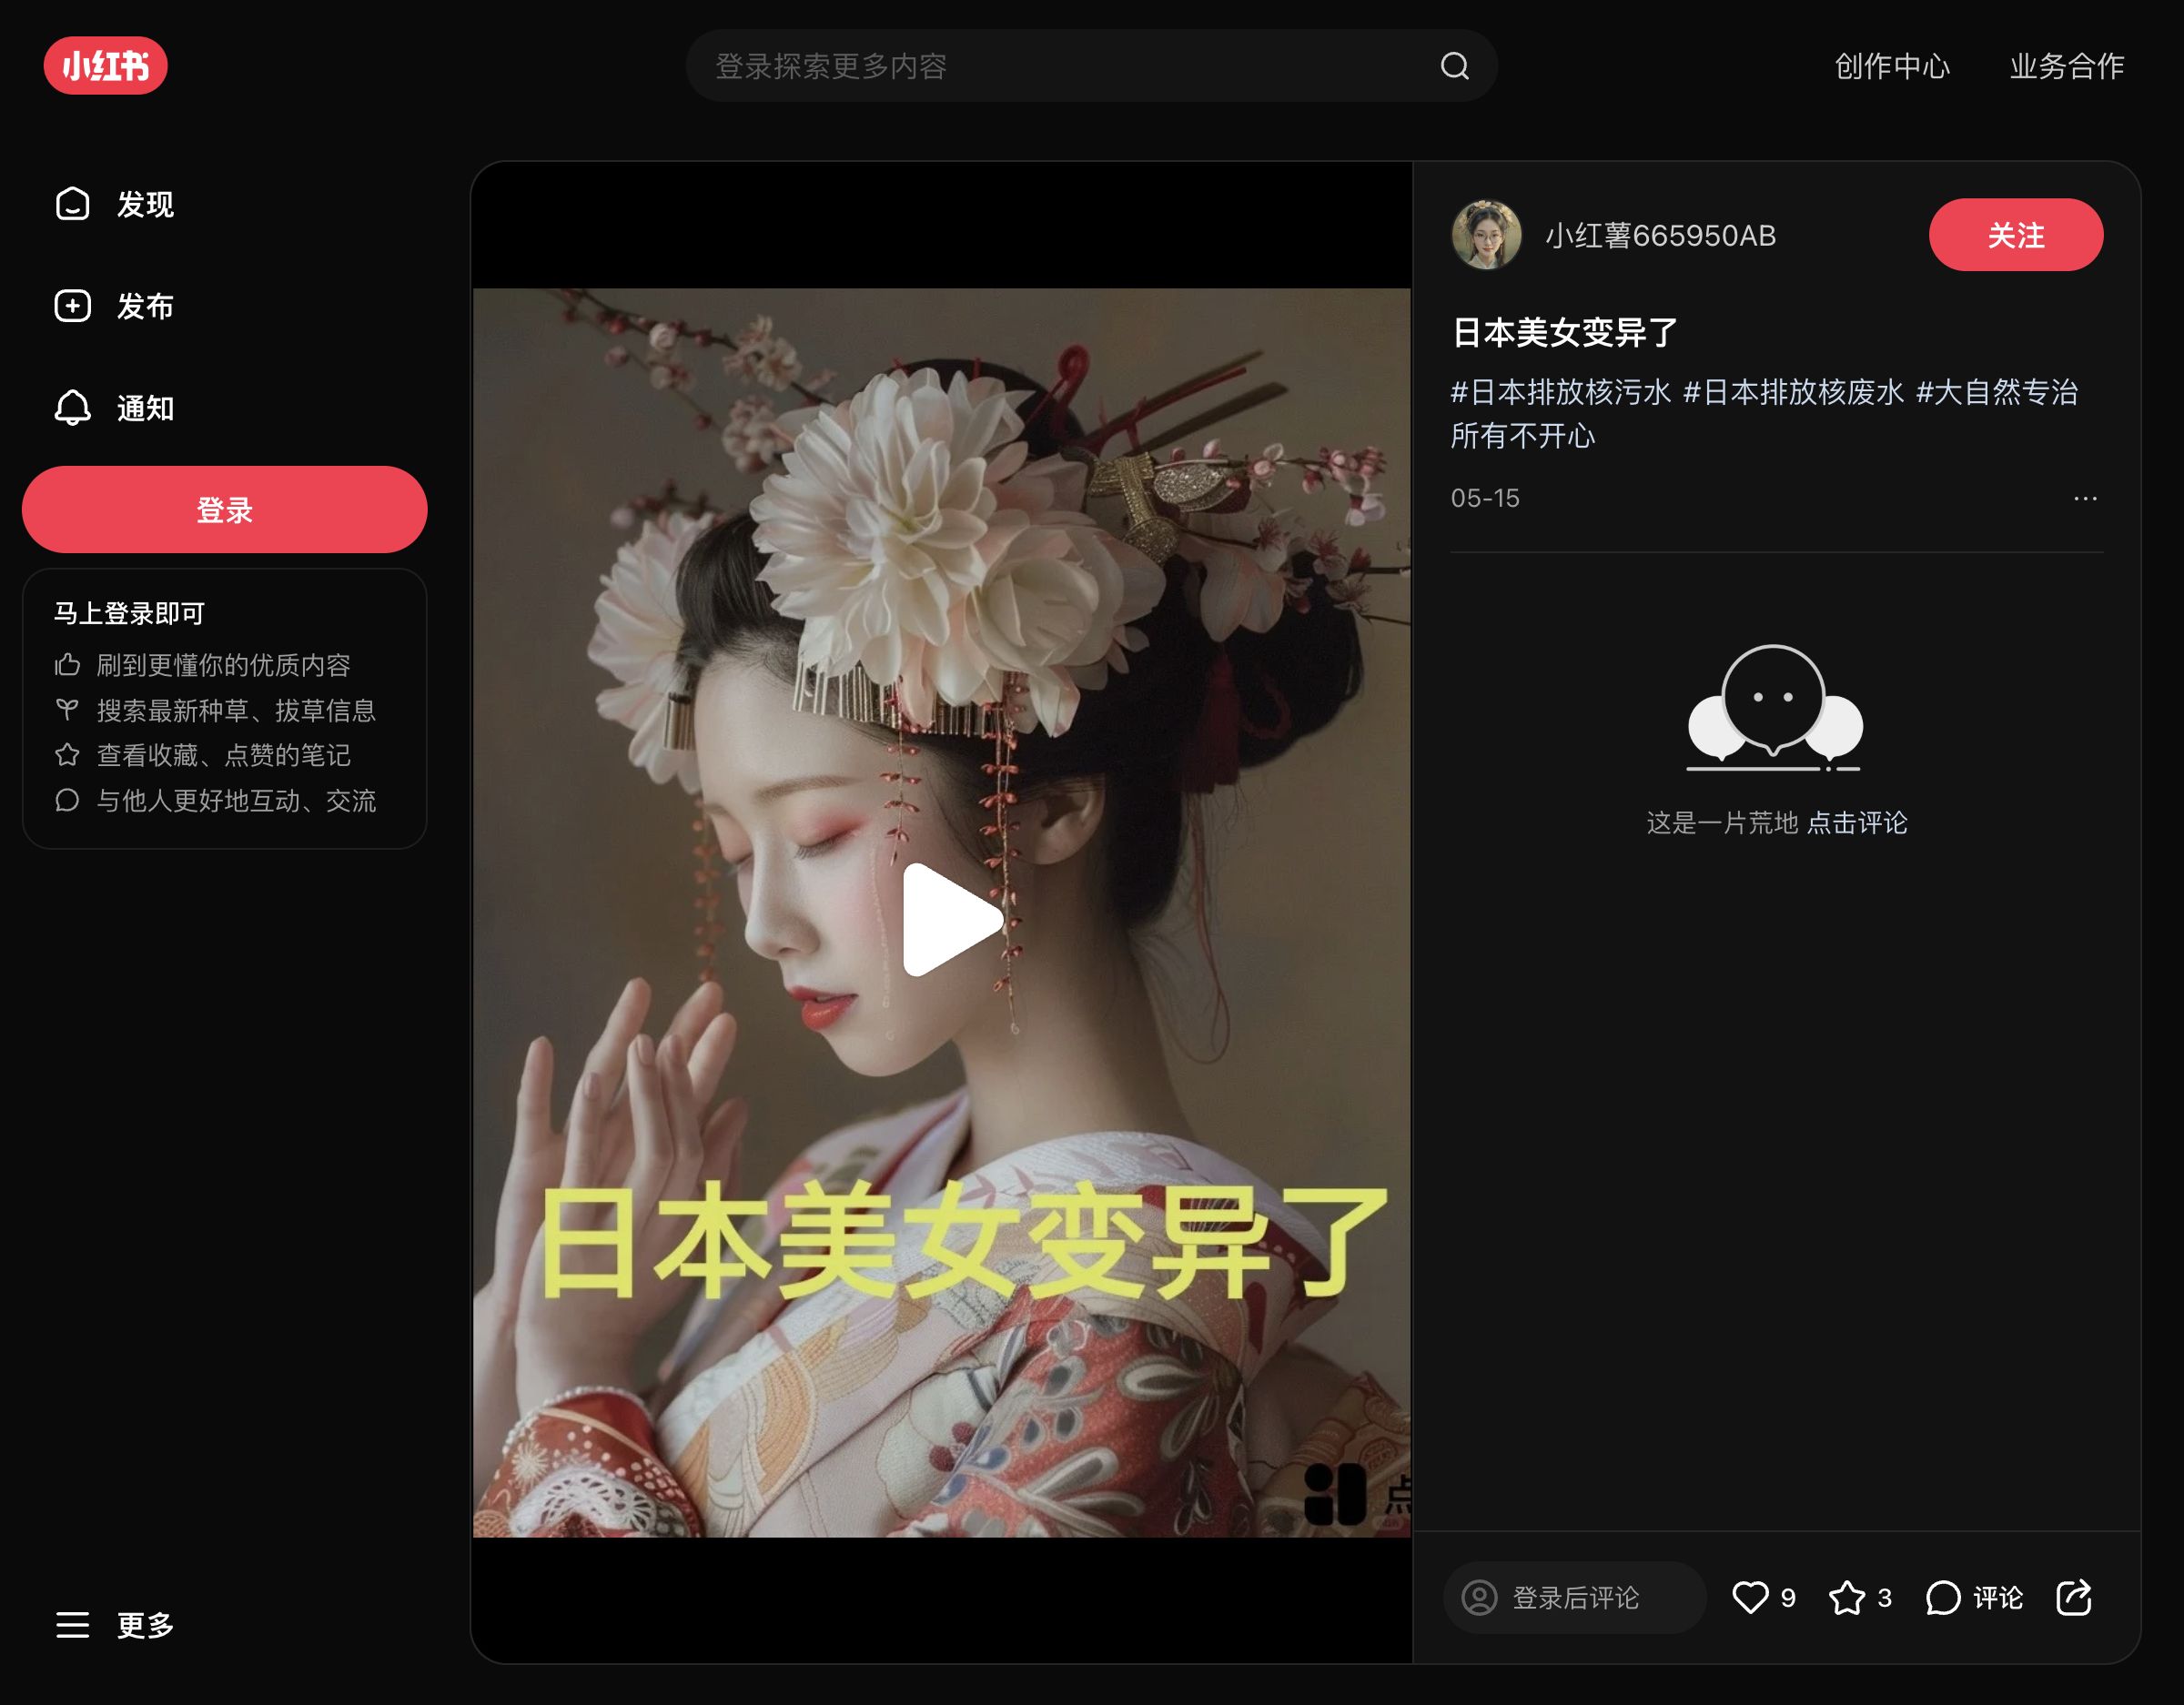 小红书
登录探索更多内容
创作中心
业务合作
发现
发布
通知
登录
马上登录即可
刷到更懂你的优质内容
搜索最新种草、拔草信息
查看收藏、点赞的笔记
与他人更好地互动、交流
更多
日本美女变异了
点
小红薯665950AB
关注
日本美女变异了
#日本排放核污水 #日本排放核废水 #大自然专治
所有不开心
05-15
这是一片荒地 点击评论
登录后评论
9
3
评论